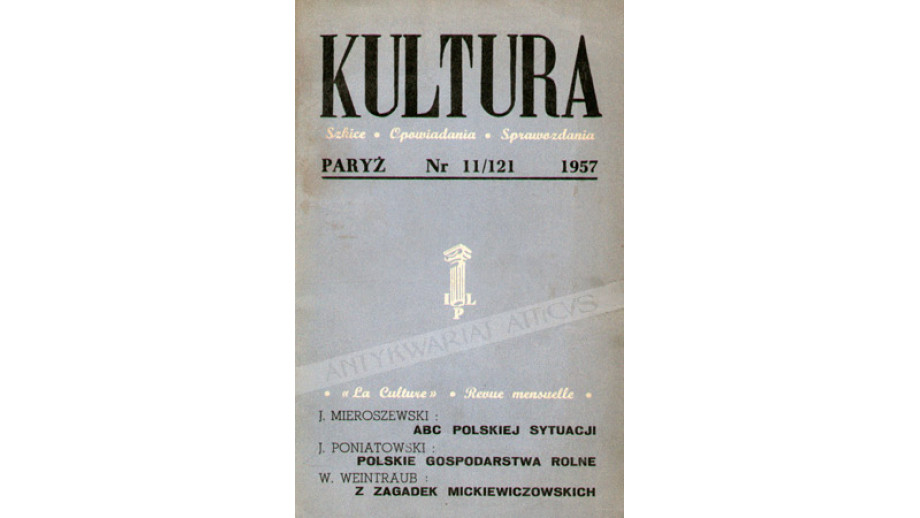 KULTURA
Szkice • Opowiadania • Sprawozdania
PARYŻ Nr 11/121 1957
I L
P
ANTYKWARIAT ATTICVS
• «La Culture» • Revue mensuelle •
J. MIEROSZEWSKI :
ABC POLSKIEJ SYTUACJI
J. PONIATOWSKI :
POLSKIE GOSPODARSTWA ROLNE
W. WEINTRAUB :
Z ZAGADEK MICKIEWICZOWSKICH